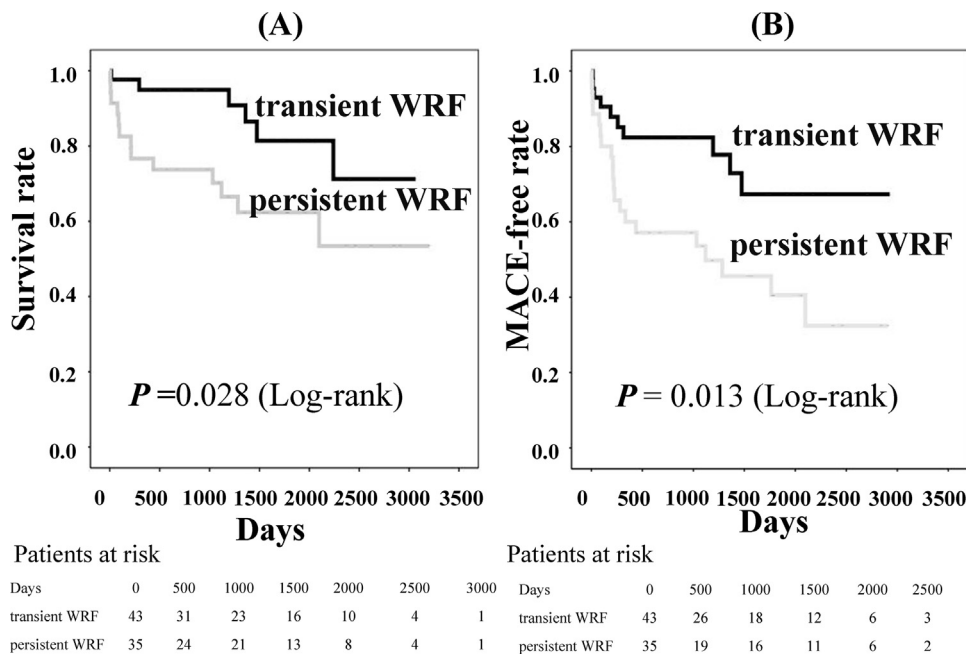 (A)
Survival rate
1.0
0.8
0.6
0.4
0.2
0.0
transient WRF
persistent WRF
P =0.028 (Log-rank)
0 500 1000 1500 2000 2500 3000 3500
Days
Patients at risk
Days 0 500 1000 1500 2000 2500 3000
transient WRF 43 31 23 16 10 4 1
persistent WRF 35 24 21 13 8 4 1
(B)
MACE-free rate
1.0
0.8
0.6
0.4
0.2
0.0
transient WRF
persistent WRF
P = 0.013 (Log-rank)
0 500 1000 1500 2000 2500 3000 3500
Days
Patients at risk
Days 0 500 1000 1500 2000 2500
transient WRF 43 26 18 12 6 3
persistent WRF 35 19 16 11 6 2